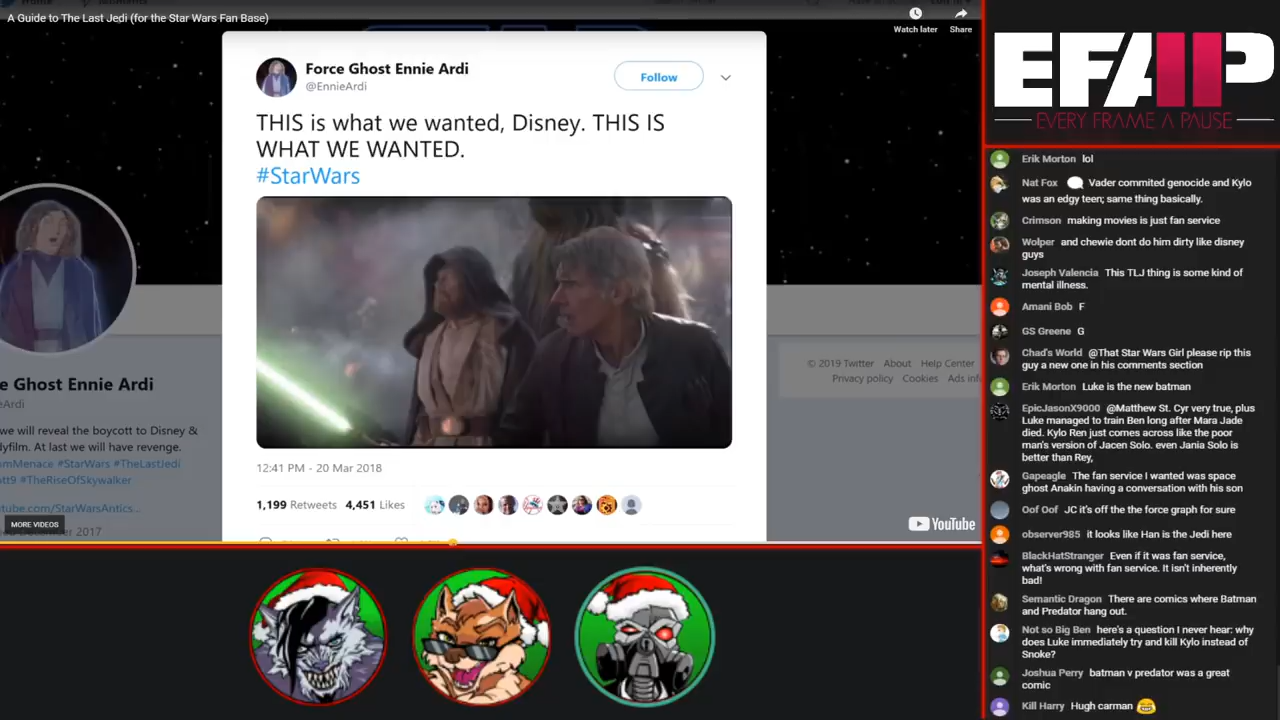 A Guide to The Last Jedi (for the Star Wars Fan Base)
Watch later
Share
Force Ghost Ennie Ardi
@EnnieArdi
Follow
THIS is what we wanted, Disney. THIS IS
WHAT WE WANTED.
#StarWars
12:41 PM - 20 Mar 2018
1,199 Retweets 4,451 Likes
e Ghost Ennie Ardi
Ardi
we will reveal the boycott to Disney &
dyfilm. At last we will have revenge.
omMenace #StarWars #TheLastJedi
ott9 #TheRiseOfSkywalker
utube.com/StarWarsAntics...
MORE VIDEOS
2017
© 2019 Twitter About Help Center
Privacy policy Cookies Ads inf
YouTube
EFAP
EVERY FRAME A PAUSE
Erik Morton lol
Nat Fox Vader commited genocide and Kylo
was an edgy teen; same thing basically.
Crimson making movies is just fan service
Wolper and chewie dont do him dirty like disney
guys
Joseph Valencia This TLJ thing is some kind of
mental illness.
Amani Bob F
GS Greene G
Chad's World @That Star Wars Girl please rip this
guy a new one in his comments section
Erik Morton Luke is the new batman
EpicJasonX9000 @Matthew St. Cyr very true, plus
Luke managed to train Ben long after Mara Jade
died. Kylo Ren just comes across like the poor
man's version of Jacen Solo. even Jania Solo is
better than Rey,
Gapeagle The fan service I wanted was space
ghost Anakin having a conversation with his son
Oof Oof JC it's off the the force graph for sure
observer985 it looks like Han is the Jedi here
BlackHatStranger Even if it was fan service,
what's wrong with fan service. It isn't inherently
bad!
Semantic Dragon There are comics where Batman
and Predator hang out.
Not so Big Ben here's a question I never hear: why
does Luke immediately try and kill Kylo instead of
Snoke?
Joshua Perry batman v predator was a great
comic
Kill Harry Hugh carman